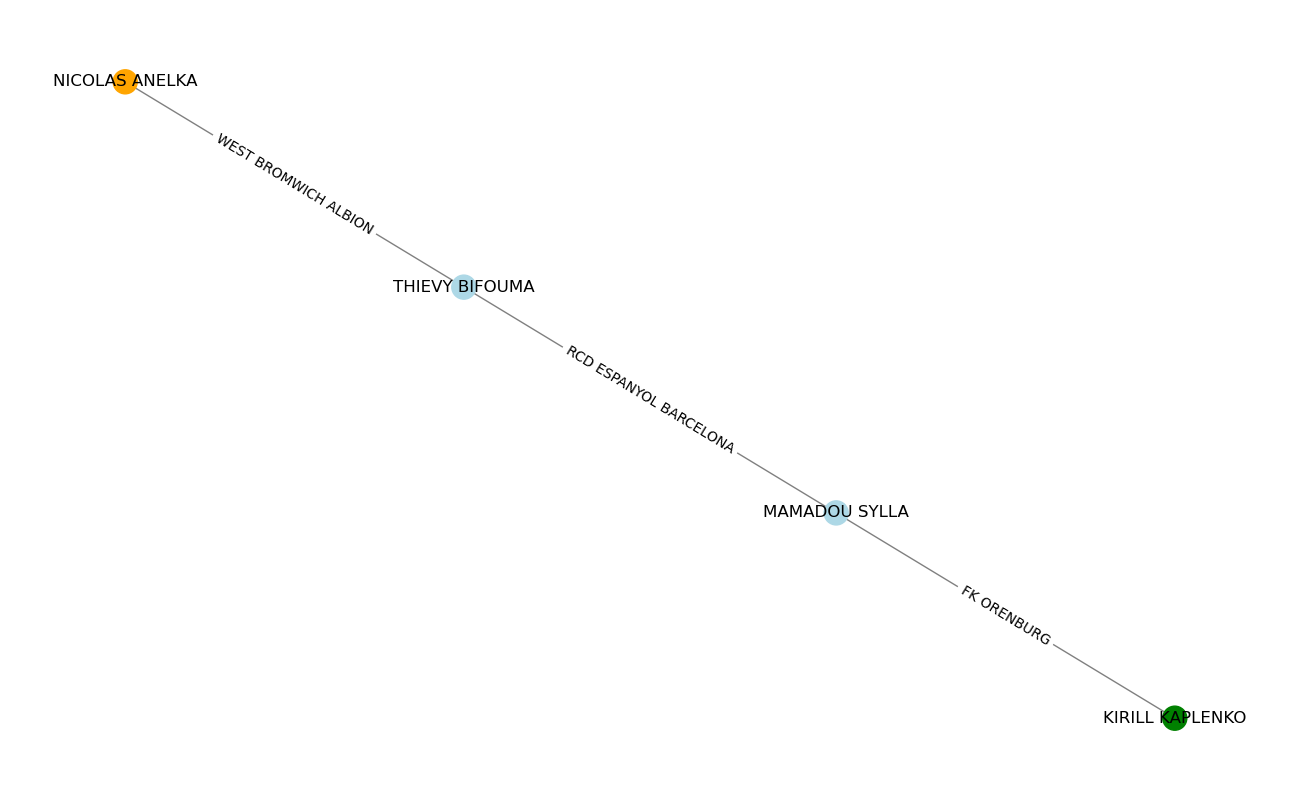 NICOLAS ANELKA
WEST BROMWICH ALBION
THIEVY BIFOUMA
RCD ESPANYOL BARCELONA
MAMADOU SYLLA
FK ORENBURG
KIRILL KAPLENKO